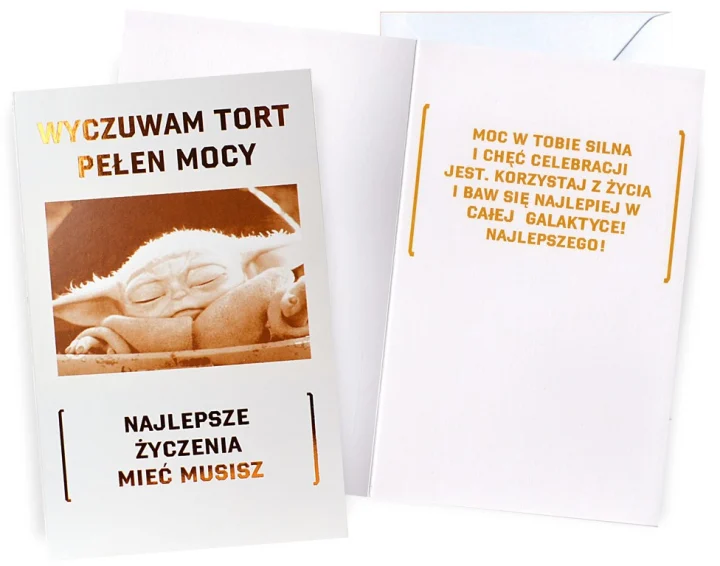 WYCZUWAM TORT
PEŁEN MOCY
NAJLEPSZE
ŻYCZENIA
MIEĆ MUSISZ
MOC W TOBIE SILNA
I CHĘĆ CELEBRACJI
JEST. KORZYSTAJ Z ŻYCIA
I BAW SIĘ NAJLEPIEJ W
CAŁEJ GALAKTYCE!
NAJLEPSZEGO!